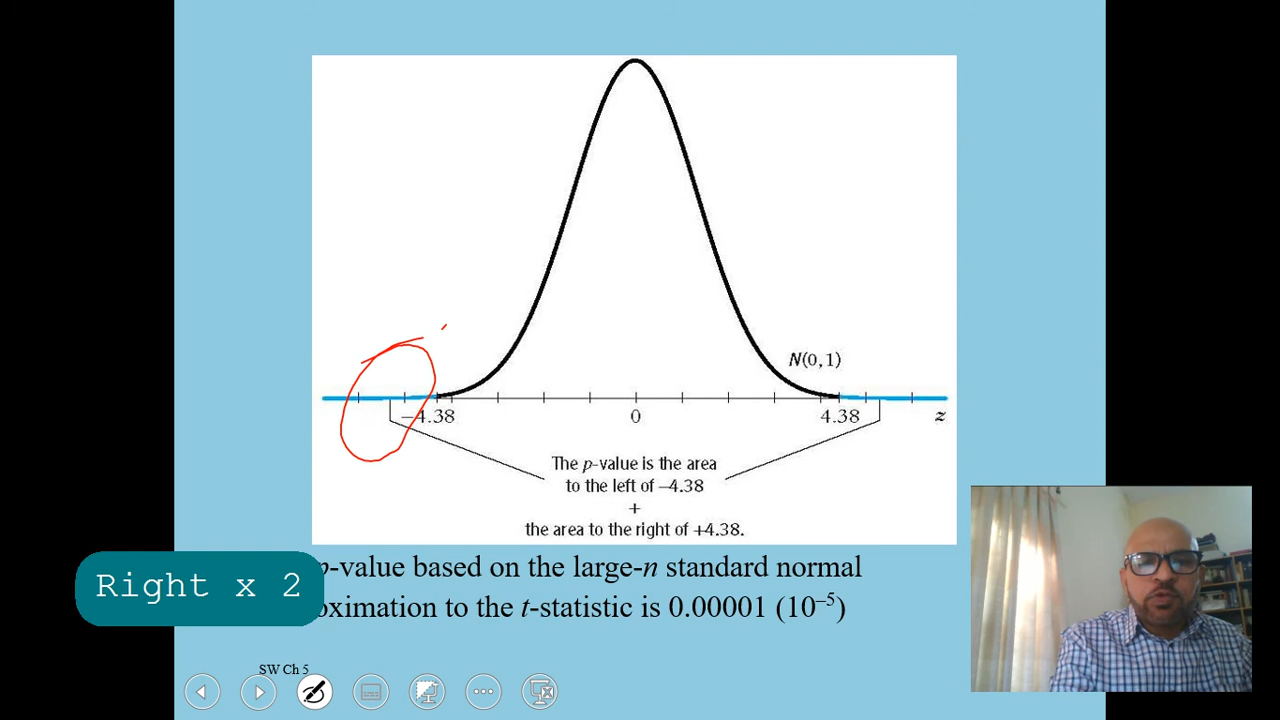 N(0,1)
–4.38 0 4.38 z
The p-value is the area
to the left of –4.38
+
the area to the right of +4.38.
p-value based on the large-n standard normal
oximation to the t-statistic is 0.00001 (10–5)
Right x 2
SW Ch 5